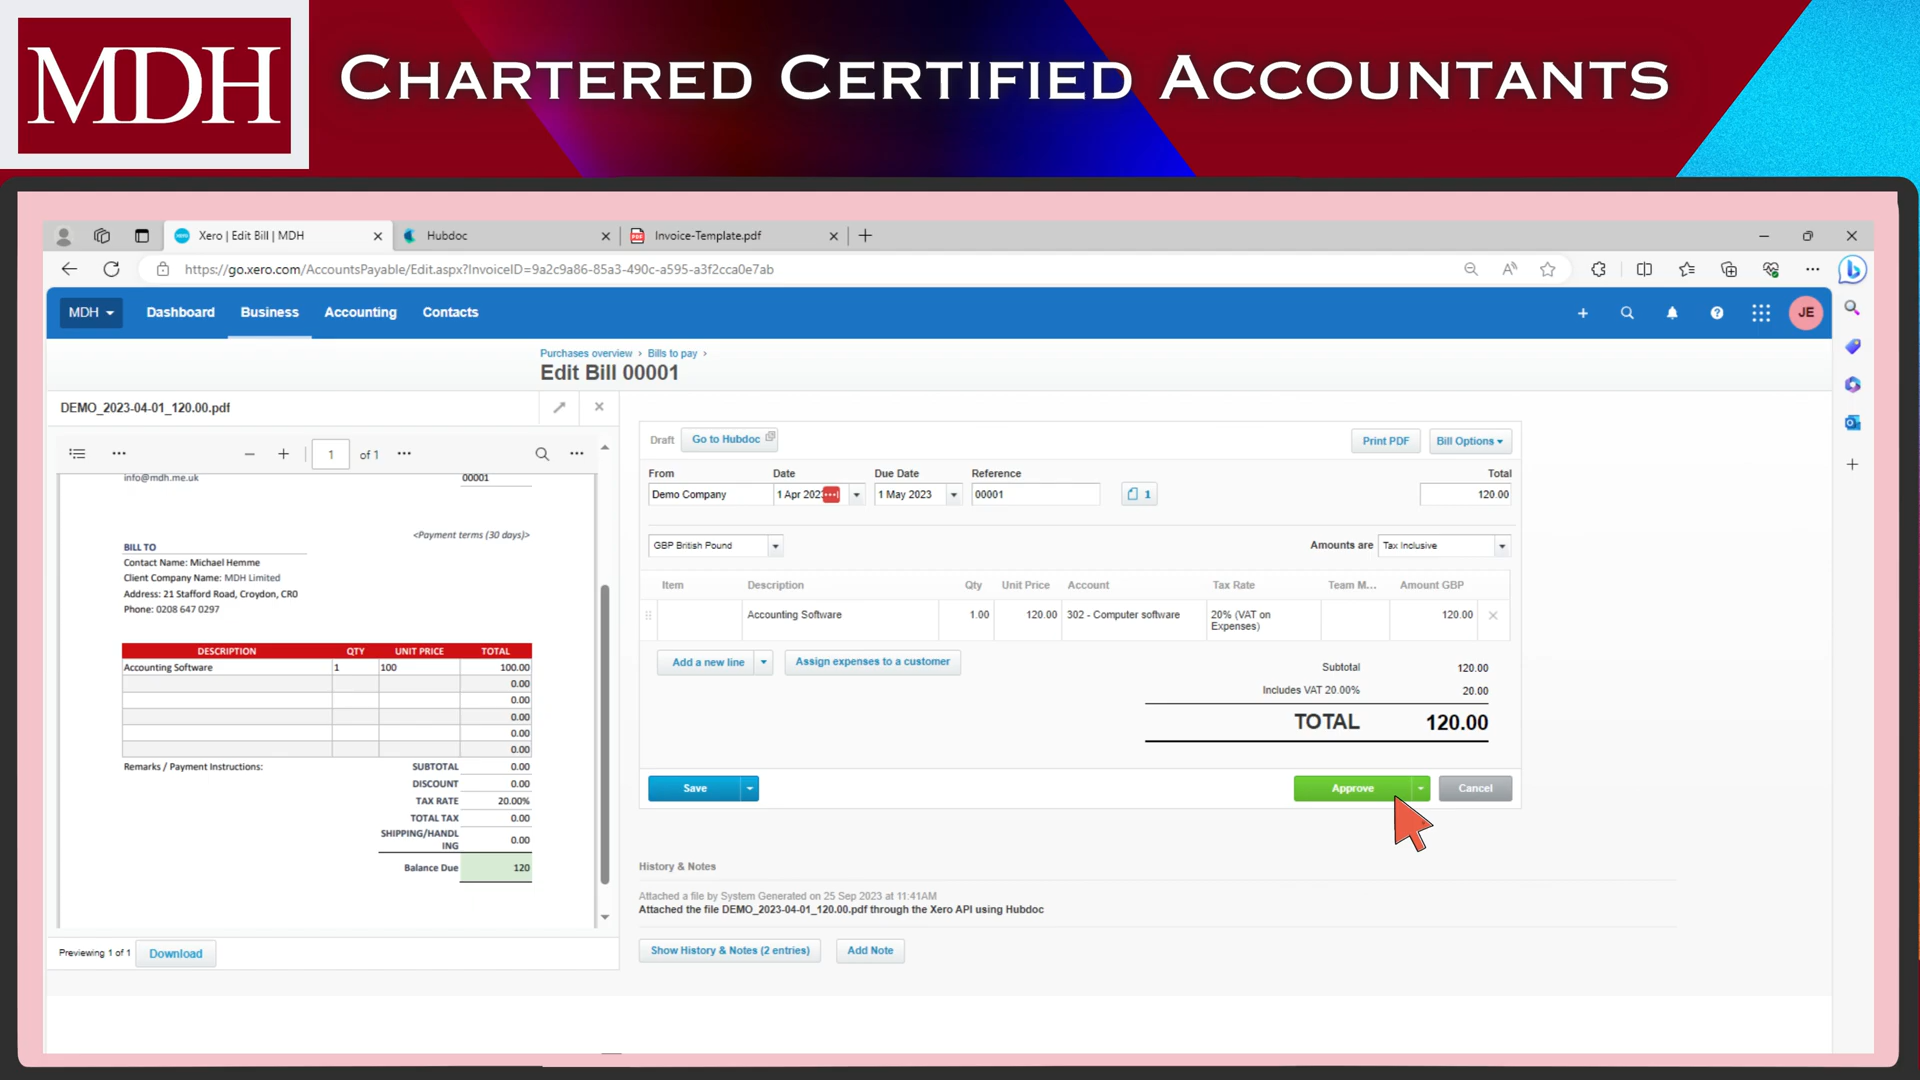 MDH
CHARTERED CERTIFIED ACCOUNTANTS
Xero | Edit Bill | MDH
Hubdoc
Invoice-Template.pdf
https://go.xero.com/AccountsPayable/Edit.aspx?InvoiceID=9a2c9a86-85a3-490c-a595-a3f2cca0e7ab
MDH Dashboard Business Accounting Contacts JE
Purchases overview › Bills to pay ›
Edit Bill 00001
DEMO_2023-04-01_120.00.pdf
1 of 1
info@mdh.me.uk 00001
<Payment terms (30 days)>
BILL TO
Contact Name: Michael Hemme
Client Company Name: MDH Limited
Address: 21 Stafford Road, Croydon, CR0
Phone: 0208 647 0297
DESCRIPTION QTY UNIT PRICE TOTAL
Accounting Software 1 100 100.00
0.00
0.00
0.00
0.00
0.00
Remarks / Payment Instructions: SUBTOTAL 0.00
DISCOUNT 0.00
TAX RATE 20.00%
TOTAL TAX 0.00
SHIPPING/HANDL
ING 0.00
Balance Due 120
Previewing 1 of 1 Download
Draft Go to Hubdoc Print PDF Bill Options
From Date Due Date Reference Total
Demo Company 1 Apr 2023 1 May 2023 00001 1 120.00
GBP British Pound Amounts are Tax Inclusive
Item Description Qty Unit Price Account Tax Rate Team M... Amount GBP
Accounting Software 1.00 120.00 302 - Computer software 20% (VAT on
Expenses) 120.00
Add a new line Assign expenses to a customer
Subtotal 120.00
Includes VAT 20.00% 20.00
TOTAL 120.00
Save Approve Cancel
History & Notes
Attached a file by System Generated on 25 Sep 2023 at 11:41AM
Attached the file DEMO_2023-04-01_120.00.pdf through the Xero API using Hubdoc
Show History & Notes (2 entries) Add Note